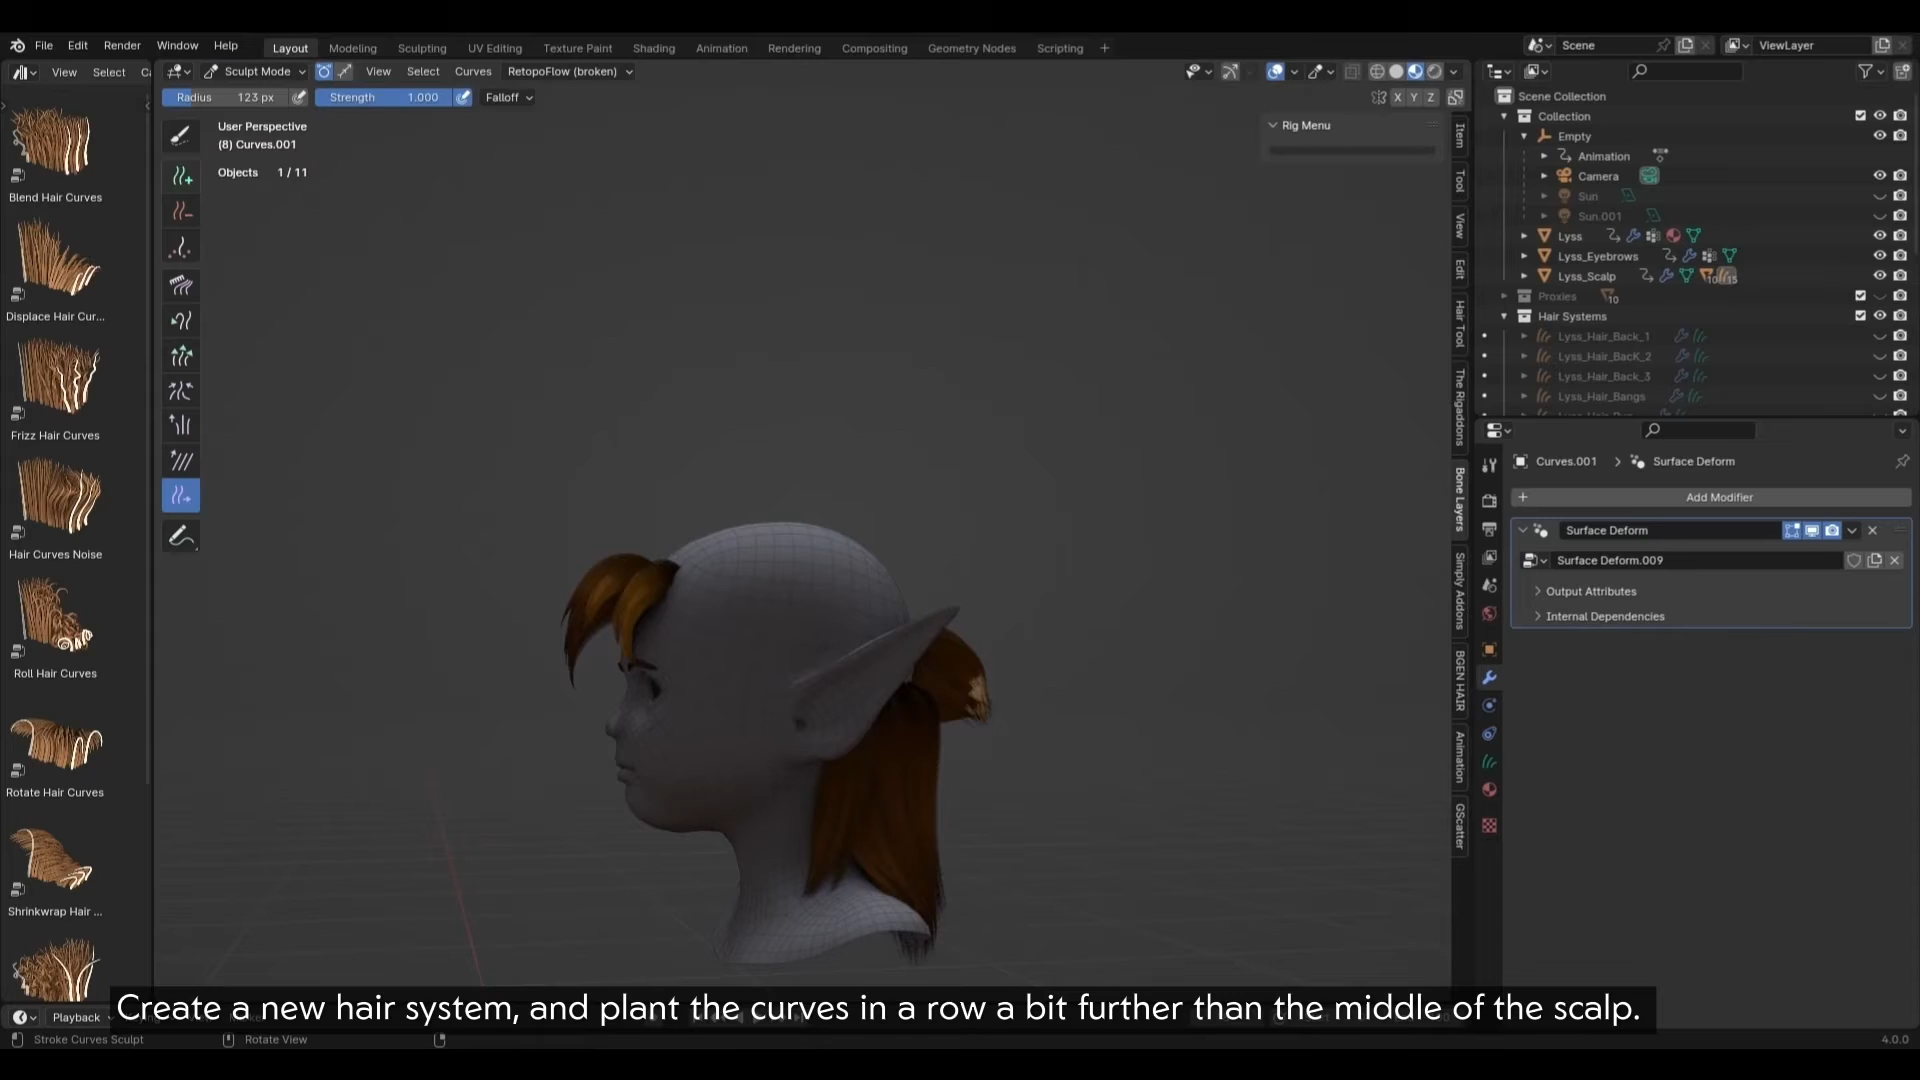 File Edit Render Window Help
Layout Modeling Sculpting UV Editing Texture Paint Shading Animation Rendering Compositing Geometry Nodes Scripting +
Scene
ViewLayer
View Select
Sculpt Mode View Select Curves RetopoFlow (broken)
Radius 123 px Strength 1.000 Falloff
X Y Z
User Perspective
(8) Curves.001
Objects 1 / 11
Rig Menu
Blend Hair Curves
Displace Hair Cur...
Frizz Hair Curves
Hair Curves Noise
Roll Hair Curves
Rotate Hair Curves
Shrinkwrap Hair ...
Item
Tool
View
Edit
Hair Tool
The Rigaddons
Bone Layers
Simply Addons
BGEN HAIR
Animation
GScatter
Scene Collection
Collection
Empty
Animation
Camera
Sun
Sun.001
Lyss
Lyss_Eyebrows
Lyss_Scalp
10 15
Proxies 10
Hair Systems
Lyss_Hair_Back_1
Lyss_Hair_BacK_2
Lyss_Hair_Back_3
Lyss_Hair_Bangs
Curves.001 > Surface Deform
+ Add Modifier
Surface Deform
Surface Deform.009
Output Attributes
Internal Dependencies
Create a new hair system, and plant the curves in a row a bit further than the middle of the scalp.
Playback
Stroke Curves Sculpt Rotate View
4.0.0